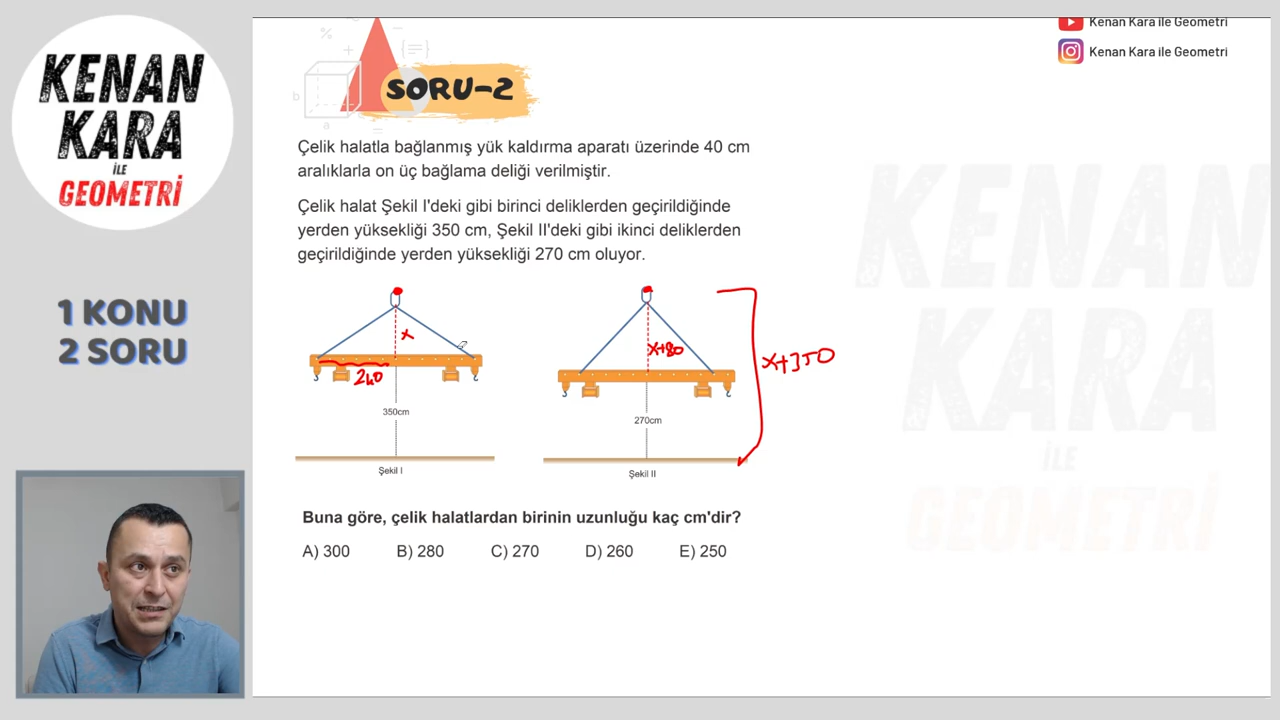 KENAN
KARA
İLE
GEOMETRİ
1 KONU
2 SORU
Kenan Kara ile Geometri
Kenan Kara ile Geometri
SORU-2
Çelik halatla bağlanmış yük kaldırma aparatı üzerinde 40 cm
aralıklarla on üç bağlama deliği verilmiştir.
Çelik halat Şekil I'deki gibi birinci deliklerden geçirildiğinde
yerden yüksekliği 350 cm, Şekil II'deki gibi ikinci deliklerden
geçirildiğinde yerden yüksekliği 270 cm oluyor.
x
240
350cm
Şekil I
x+80
270cm
Şekil II
x+350
Buna göre, çelik halatlardan birinin uzunluğu kaç cm'dir?
A) 300 B) 280 C) 270 D) 260 E) 250
KENAN
KARA
İLE
GEOMETRİ
b
a